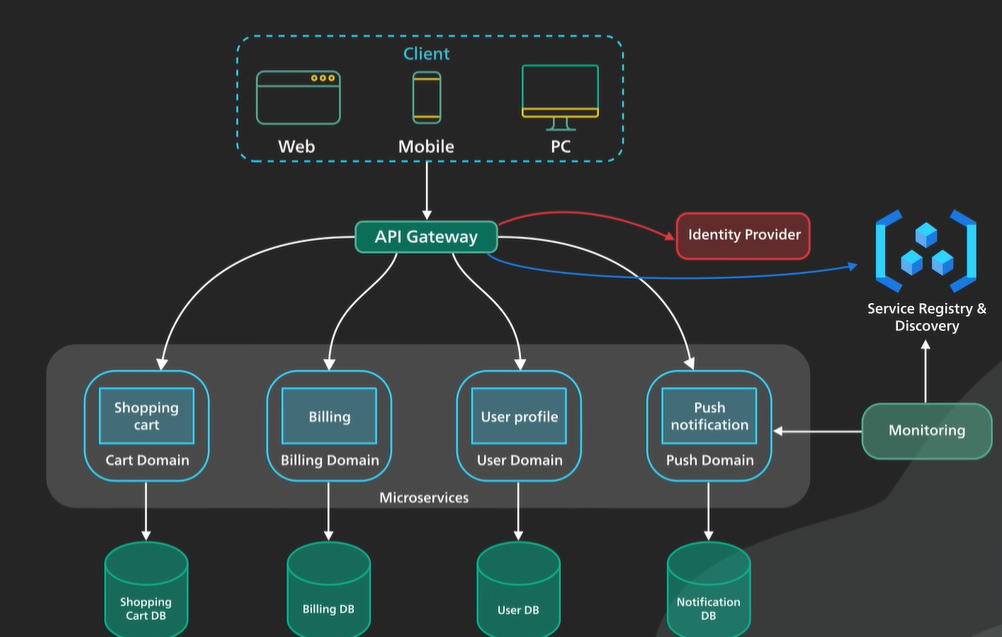 Client
Web
Mobile
PC
API Gateway
Identity Provider
Service Registry &
Discovery
Shopping
cart
Cart Domain
Billing
Billing Domain
User profile
User Domain
Push
notification
Push Domain
Monitoring
Microservices
Shopping
Cart DB
Billing DB
User DB
Notification
DB